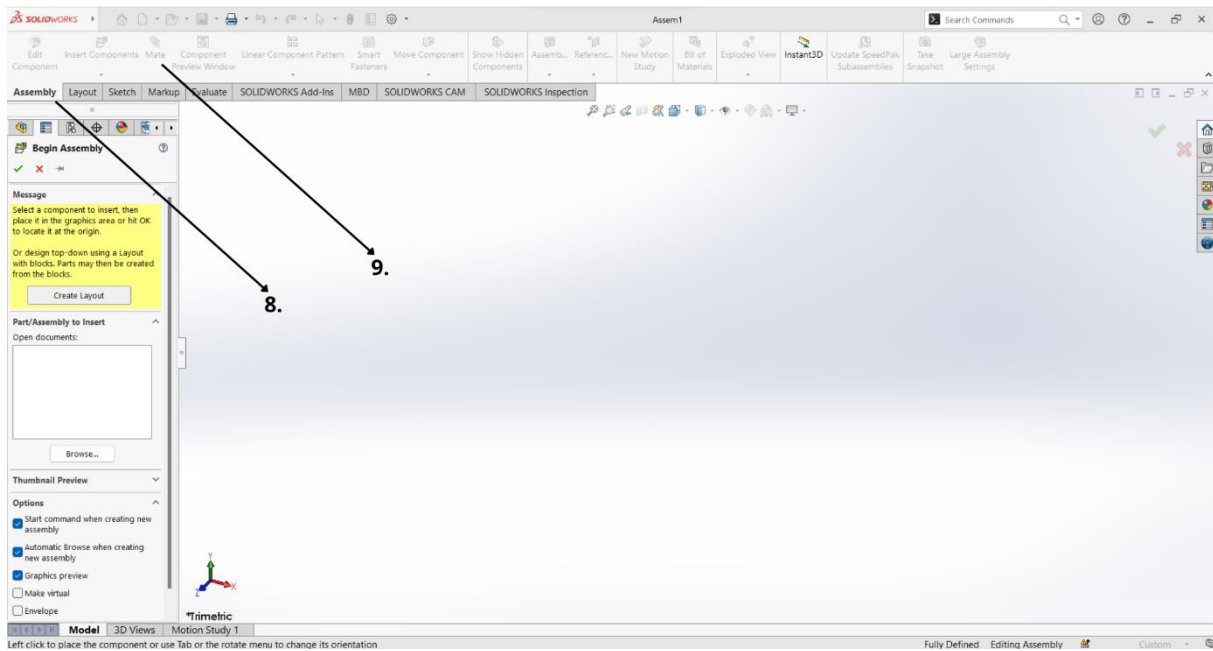 SOLIDWORKS
Assem1
Search Commands
Edit Component
Insert Components
Mate
Component Preview Window
Linear Component Pattern
Smart Fasteners
Move Component
Show Hidden Components
Assemb...
Referenc...
New Motion Study
Bill of Materials
Exploded View
Instant3D
Update SpeedPak Subassemblies
Take Snapshot
Large Assembly Settings
Assembly Layout Sketch Markup Evaluate SOLIDWORKS Add-Ins MBD SOLIDWORKS CAM SOLIDWORKS Inspection
Begin Assembly
Message
Select a component to insert, then
place it in the graphics area or hit OK
to locate it at the origin.
Or design top-down using a Layout
with blocks. Parts may then be created
from the blocks.
Create Layout
8.
9.
Part/Assembly to Insert
Open documents:
Browse...
Thumbnail Preview
Options
Start command when creating new
assembly
Automatic Browse when creating
new assembly
Graphics preview
Make virtual
Envelope
Y
X
Z
*Trimetric
Model 3D Views Motion Study 1
Left click to place the component or use Tab or the rotate menu to change its orientation
Fully Defined Editing Assembly Custom